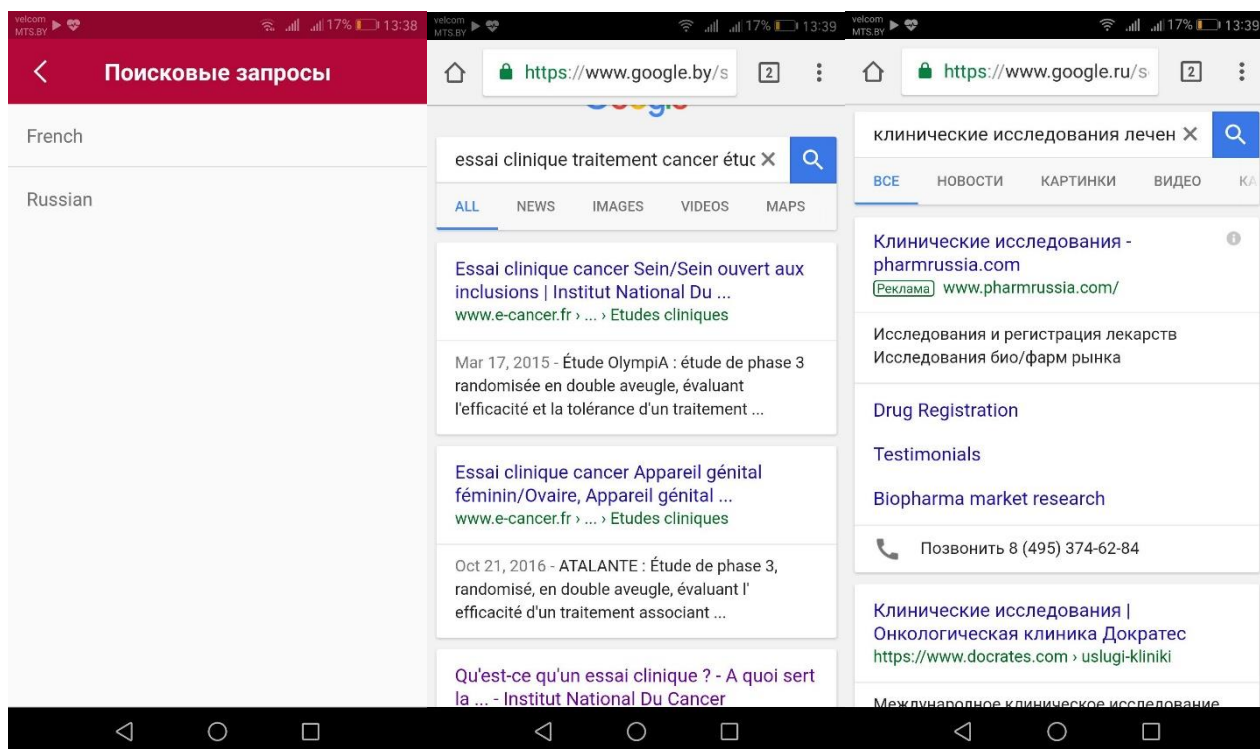 velcom
MTS.BY
17% 13:38
Поисковые запросы
French
Russian
velcom
MTS.BY
17% 13:39
https://www.google.by/s
2
Google
essai clinique traitement cancer étuc
ALL NEWS IMAGES VIDEOS MAPS
Essai clinique cancer Sein/Sein ouvert aux
inclusions | Institut National Du ...
www.e-cancer.fr › ... › Etudes cliniques
Mar 17, 2015 - Étude OlympiA : étude de phase 3
randomisée en double aveugle, évaluant
l'efficacité et la tolérance d'un traitement ...
Essai clinique cancer Appareil génital
féminin/Ovaire, Appareil génital ...
www.e-cancer.fr › ... › Etudes cliniques
Oct 21, 2016 - ATALANTE : Étude de phase 3,
randomisé, en double aveugle, évaluant l'
efficacité d'un traitement associant ...
Qu'est-ce qu'un essai clinique ? - A quoi sert
la ... - Institut National Du Cancer
velcom
MTS.BY
17% 13:39
https://www.google.ru/s
2
клинические исследования лечен
ВСЕ НОВОСТИ КАРТИНКИ ВИДЕО КА
Клинические исследования -
pharmrussia.com
Реклама www.pharmrussia.com/
Исследования и регистрация лекарств
Исследования био/фарм рынка
Drug Registration
Testimonials
Biopharma market research
Позвонить 8 (495) 374-62-84
Клинические исследования |
Онкологическая клиника Дократес
https://www.docrates.com › uslugi-kliniki
Международное клиническое исследование